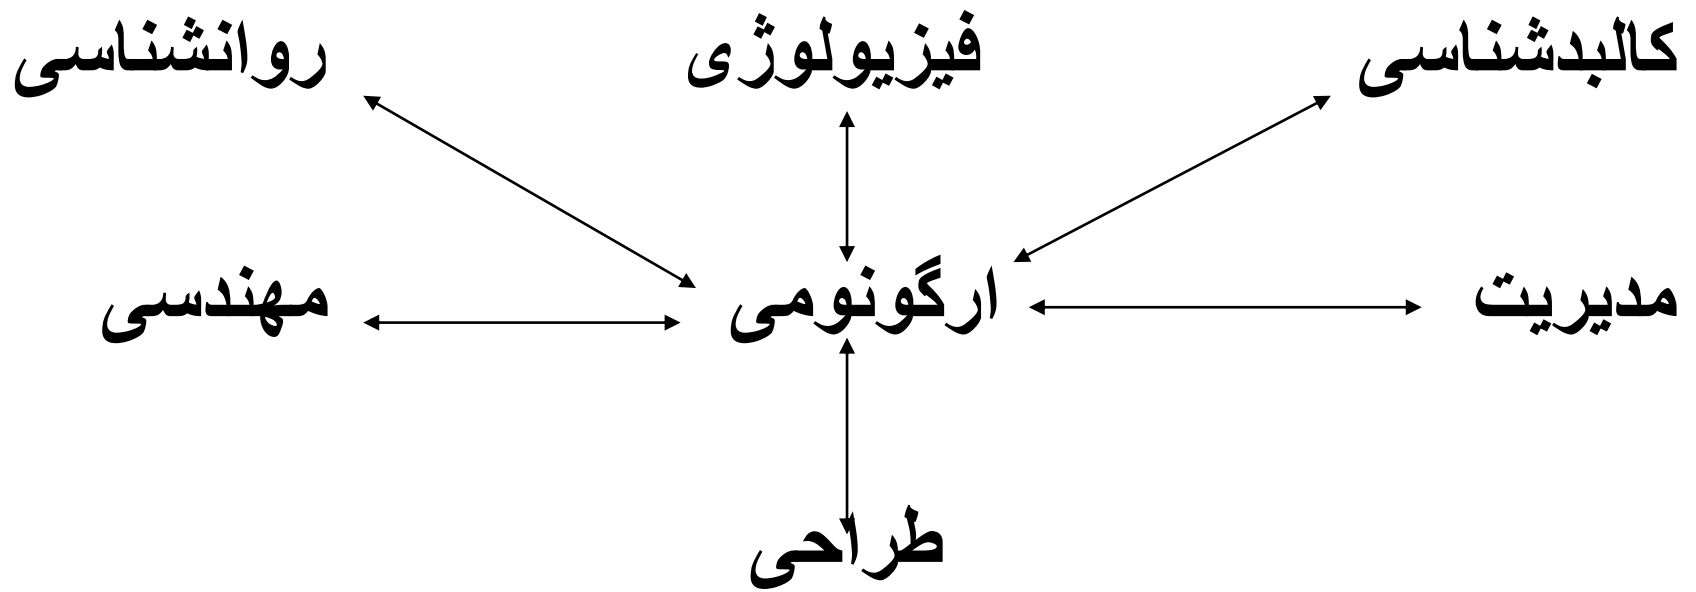 کالبدشناسی فیزیولوژی روانشناسی
مدیریت ارگونومی مهندسی
طراحی